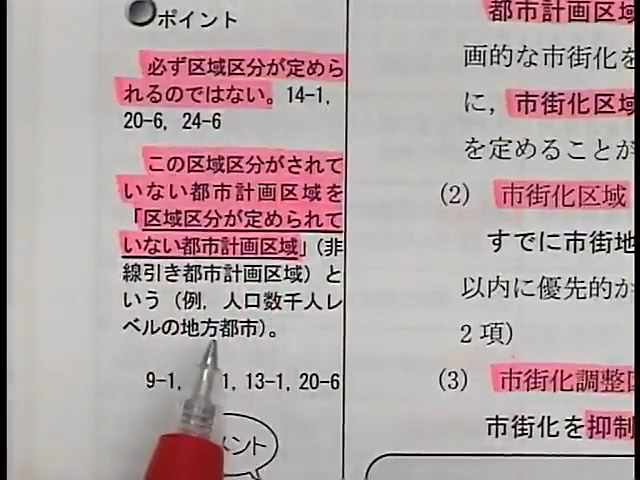 ポイント
必ず区域区分が定めら
れるのではない。14-1,
20-6, 24-6
この区域区分がされて
いない都市計画区域を
「区域区分が定められて
いない都市計画区域」(非
線引き都市計画区域)と
いう(例, 人口数千人レ
ベルの地方都市)。
9-1, 1, 13-1, 20-6
メント
都市計画区域
画的な市街化を
に, 市街化区域
を定めることが
(2) 市街化区域
すでに市街地
以内に優先的か
2項)
(3) 市街化調整区
市街化を抑制